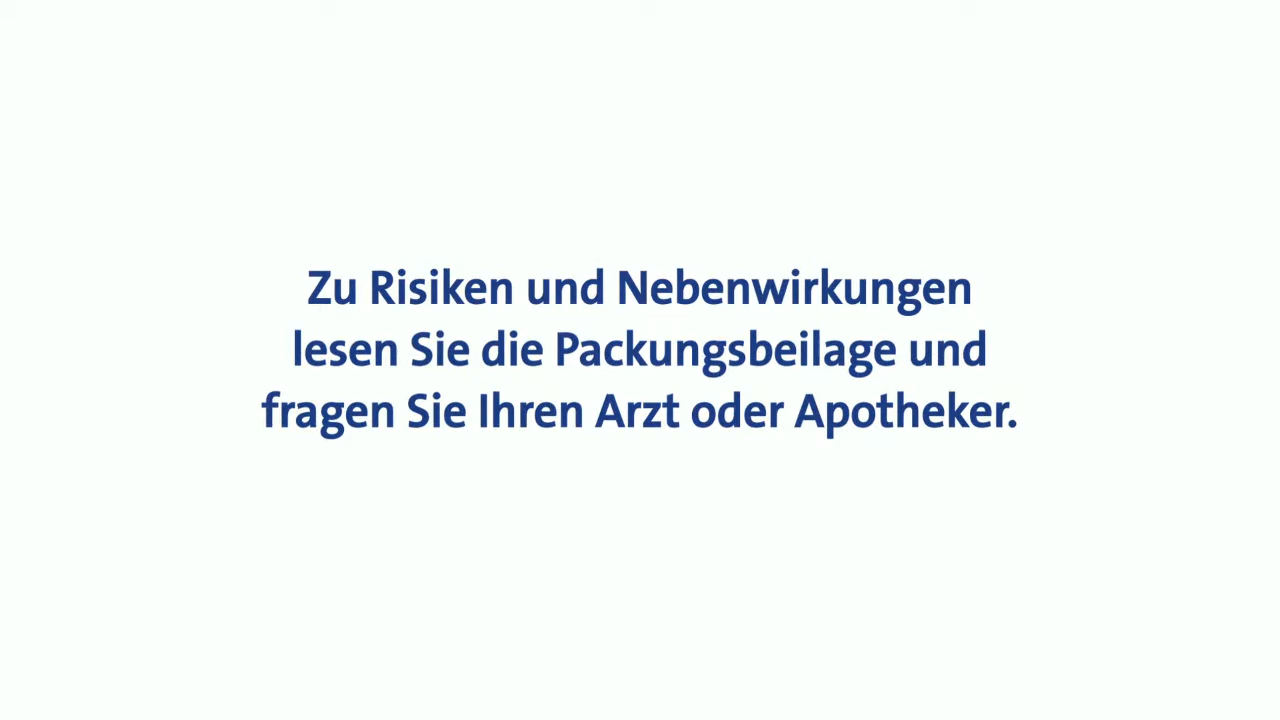 Zu Risiken und Nebenwirkungen
lesen Sie die Packungsbeilage und
fragen Sie Ihren Arzt oder Apotheker.